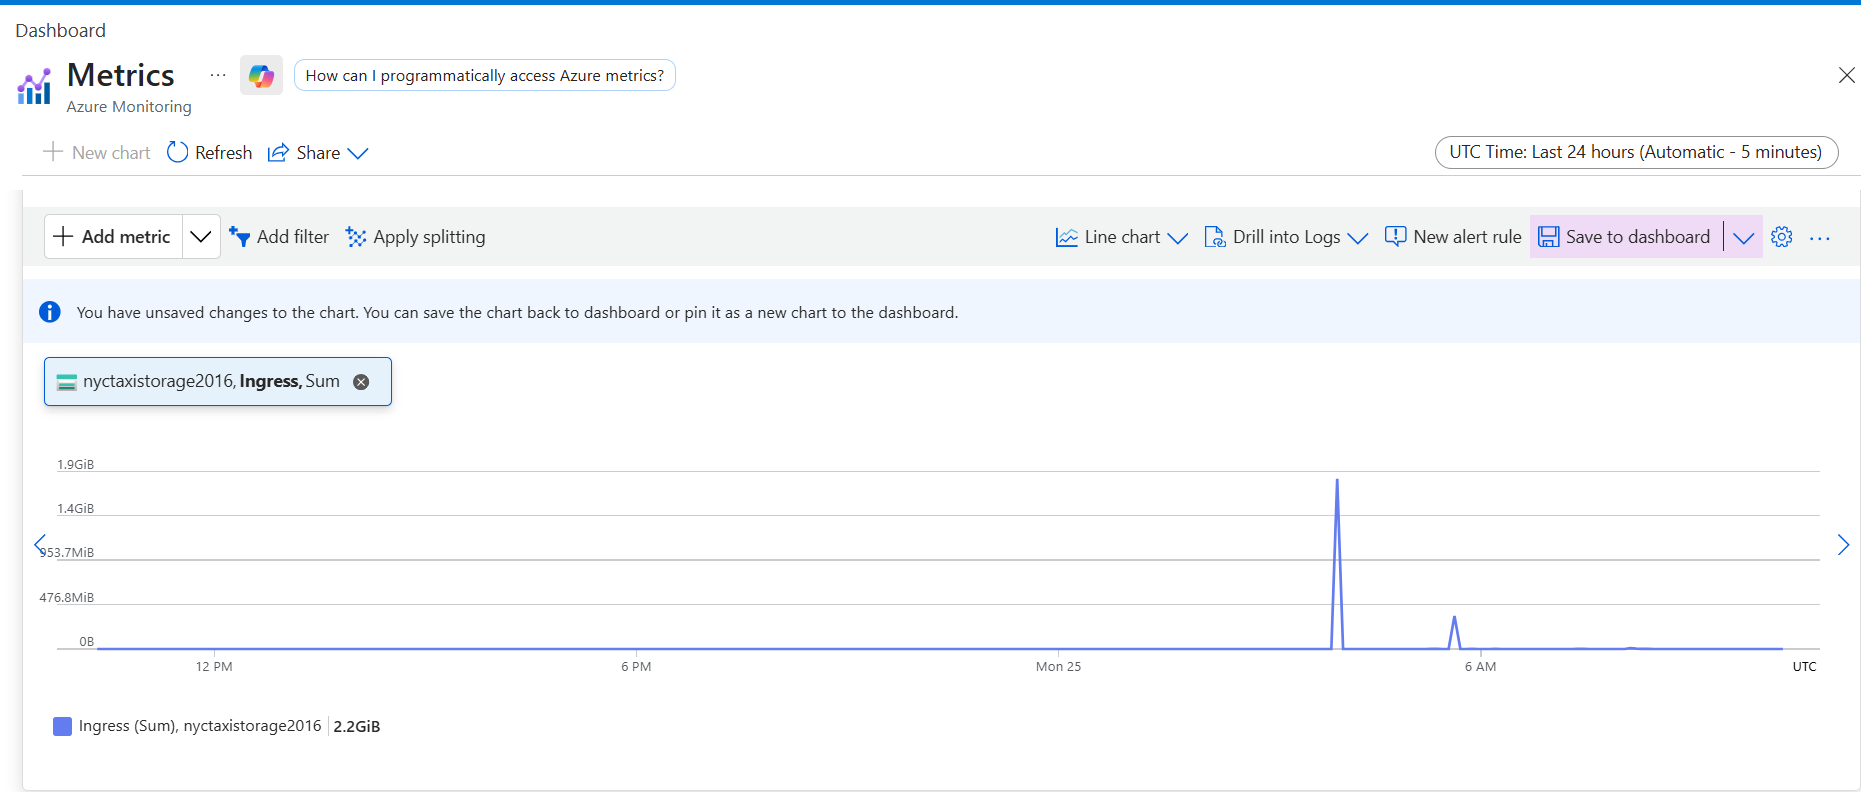 Dashboard
Metrics
...
How can I programmatically access Azure metrics?
Azure Monitoring
New chart
Refresh
Share
UTC Time: Last 24 hours (Automatic - 5 minutes)
Add metric
Add filter
Apply splitting
Line chart
Drill into Logs
New alert rule
Save to dashboard
...
You have unsaved changes to the chart. You can save the chart back to dashboard or pin it as a new chart to the dashboard.
nyctaxistorage2016, Ingress, Sum
1.9GiB
1.4GiB
953.7MiB
476.8MiB
0B
12 PM
6 PM
Mon 25
6 AM
UTC
Ingress (Sum), nyctaxistorage2016 2.2GiB